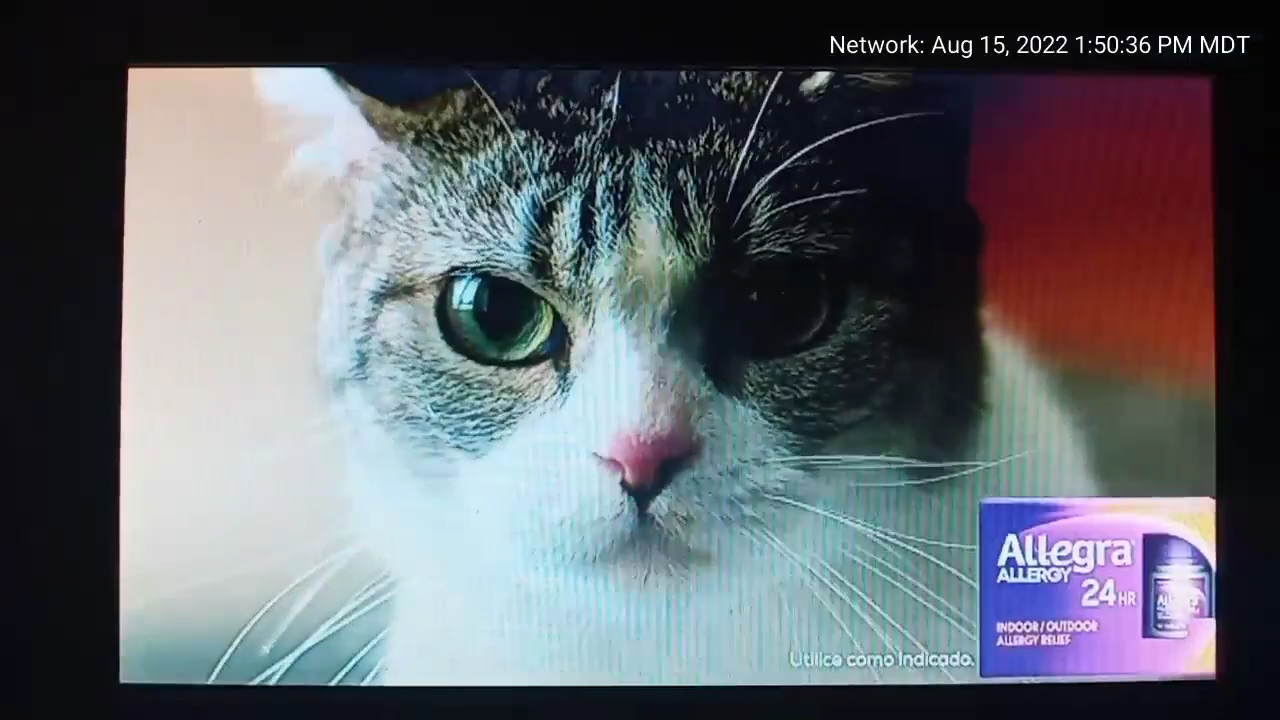 Network: Aug 15, 2022 1:50:36 PM MDT
Allegra
ALLERGY
24HR
INDOOR / OUTDOOR
ALLERGY RELIEF
Utilice como indicado.